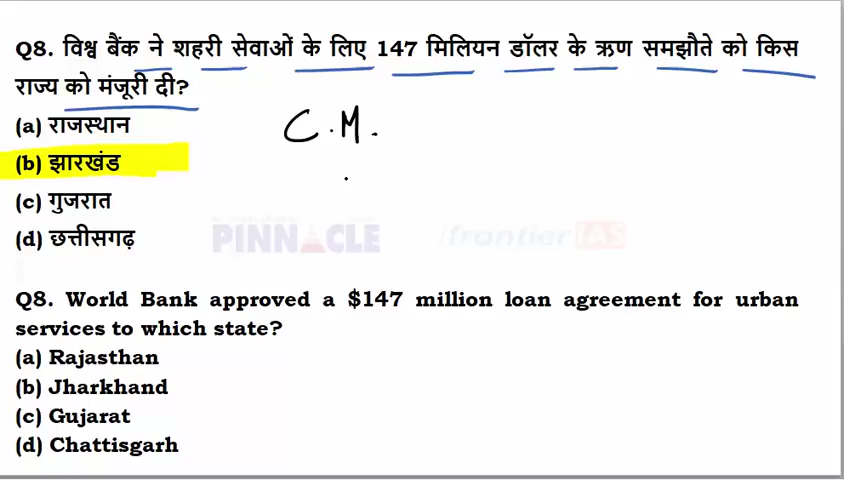 Q8. विश्व बैंक ने शहरी सेवाओं के लिए 147 मिलियन डॉलर के ऋण समझौते को किस
राज्य को मंजूरी दी?
(a) राजस्थान
C.M.
(b) झारखंड
(c) गुजरात
(d) छत्तीसगढ़
PINNACLE frontier IAS
Q8. World Bank approved a $147 million loan agreement for urban
services to which state?
(a) Rajasthan
(b) Jharkhand
(c) Gujarat
(d) Chattisgarh